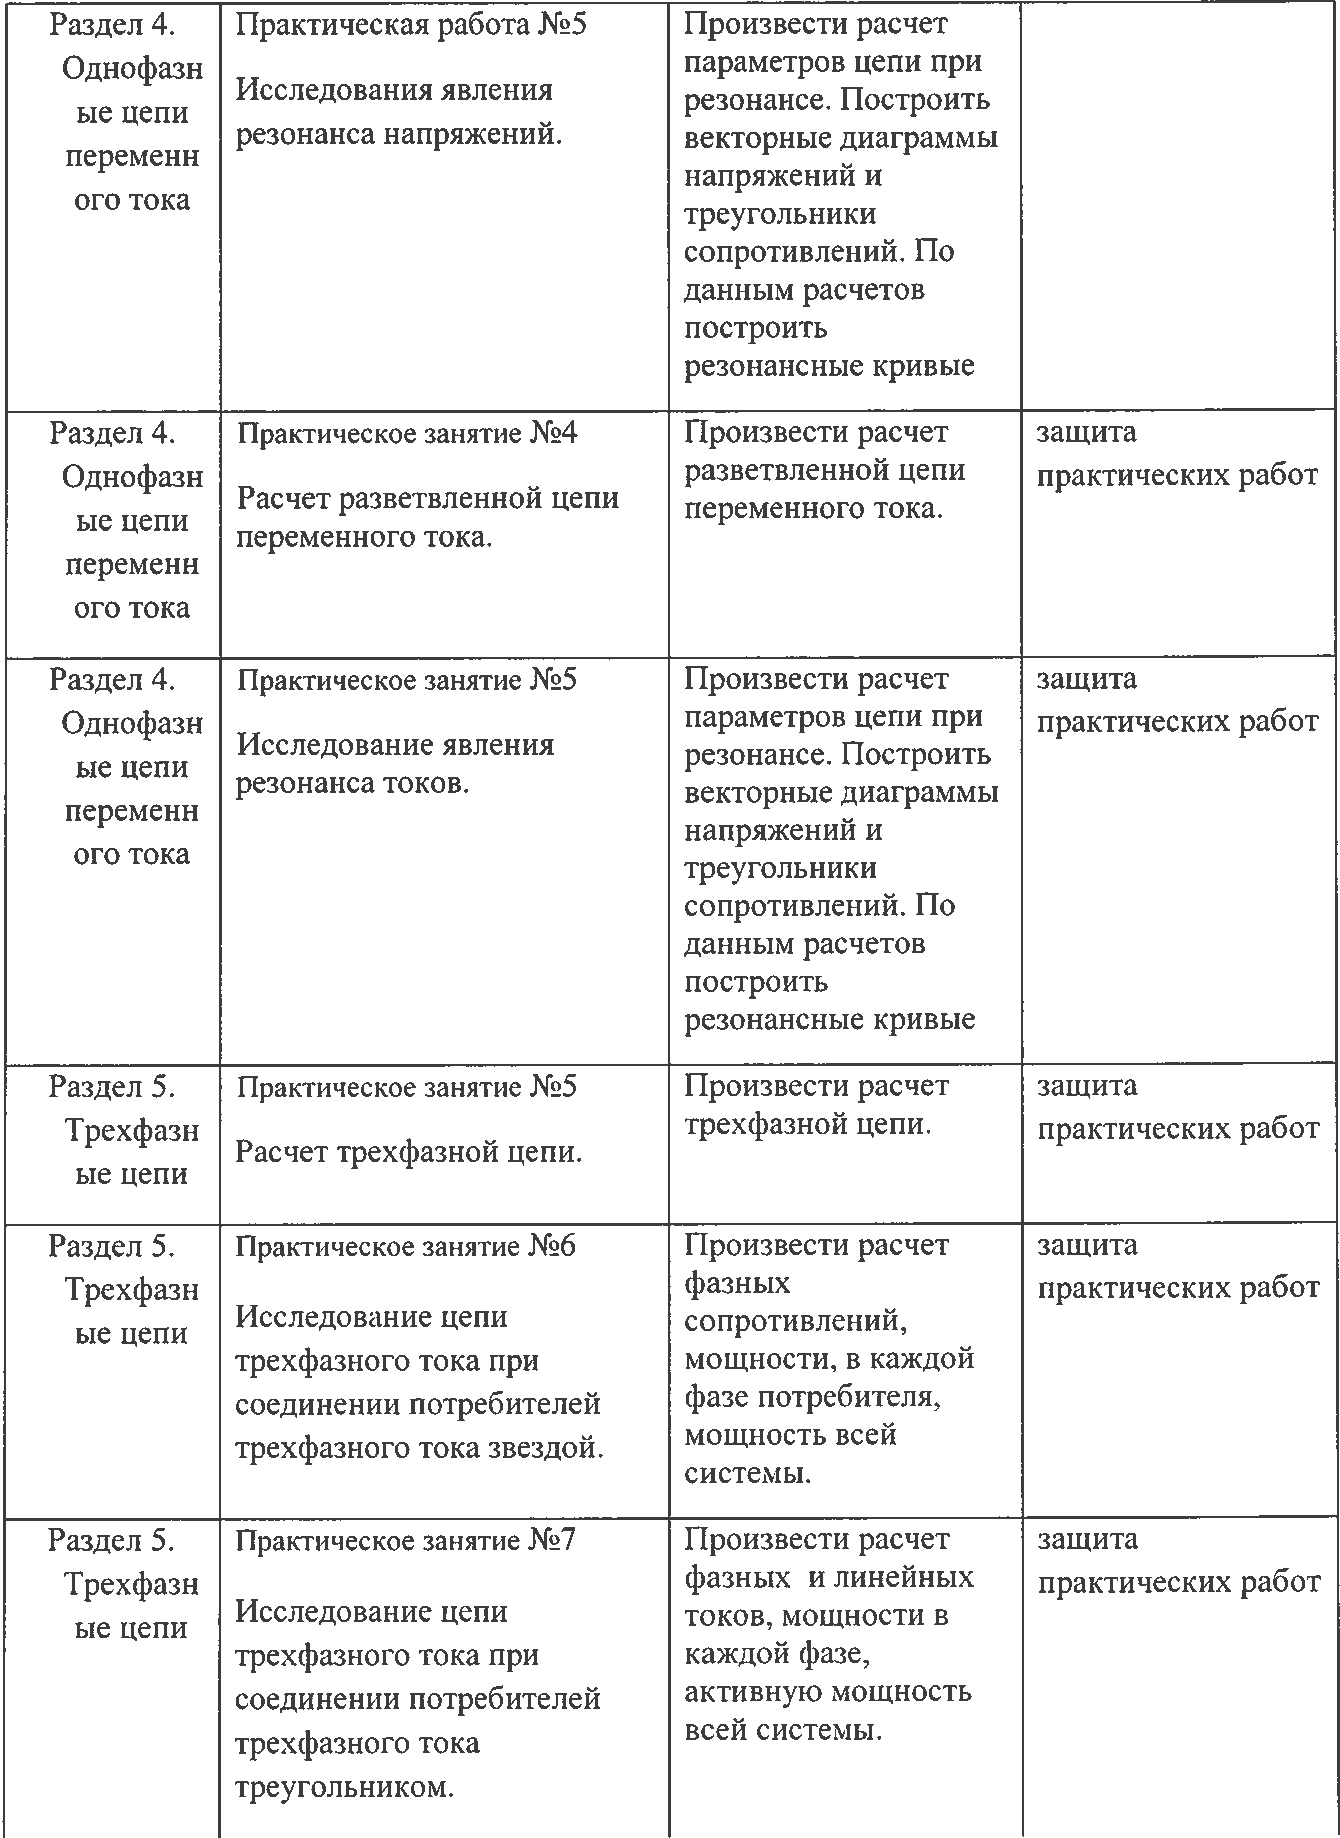 Раздел 4.
Однофазн
ые цепи
переменн
ого тока
Практическая работа №5
Исследования явления
резонанса напряжений.
Произвести расчет
параметров цепи при
резонансе. Построить
векторные диаграммы
напряжений и
треугольники
сопротивлений. По
данным расчетов
построить
резонансные кривые
Раздел 4.
Однофазн
ые цепи
переменн
ого тока
Практическое занятие №4
Расчет разветвленной цепи
переменного тока.
Произвести расчет
разветвленной цепи
переменного тока.
защита
практических работ
Раздел 4.
Однофазн
ые цепи
переменн
ого тока
Практическое занятие №5
Исследование явления
резонанса токов.
Произвести расчет
параметров цепи при
резонансе. Построить
векторные диаграммы
напряжений и
треугольники
сопротивлений. По
данным расчетов
построить
резонансные кривые
защита
практических работ
Раздел 5.
Трехфазн
ые цепи
Практическое занятие №5
Расчет трехфазной цепи.
Произвести расчет
трехфазной цепи.
защита
практических работ
Раздел 5.
Трехфазн
ые цепи
Практическое занятие №6
Исследование цепи
трехфазного тока при
соединении потребителей
трехфазного тока звездой.
Произвести расчет
фазных
сопротивлений,
мощности, в каждой
фазе потребителя,
мощность всей
системы.
защита
практических работ
Раздел 5.
Трехфазн
ые цепи
Практическое занятие №7
Исследование цепи
трехфазного тока при
соединении потребителей
трехфазного тока
треугольником.
Произвести расчет
фазных  и линейных
токов, мощности в
каждой фазе,
активную мощность
всей системы.
защита
практических работ